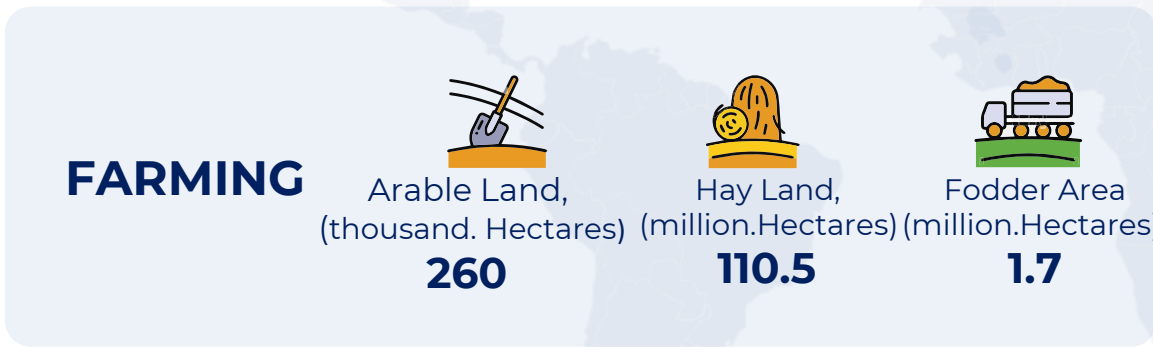 FARMING
Arable Land,
(thousand. Hectares)
260
Hay Land,
(million.Hectares)
110.5
Fodder Area
(million.Hectares)
1.7